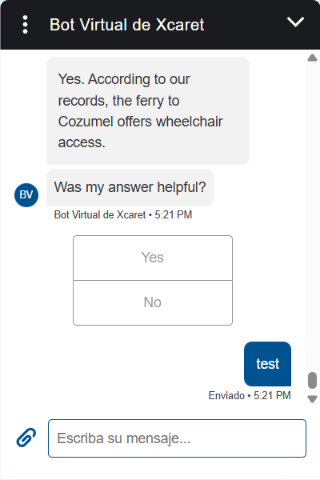 Bot Virtual de Xcaret
Yes. According to our
records, the ferry to
Cozumel offers wheelchair
access.
Was my answer helpful?
BV
Bot Virtual de Xcaret • 5:21 PM
Yes
No
test
Enviado • 5:21 PM
Escriba su mensaje...